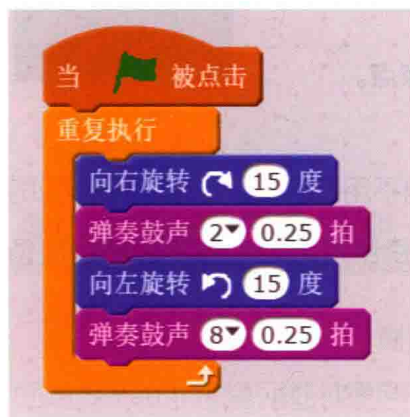 当 被点击
重复执行
向右旋转 15 度
弹奏鼓声 2 0.25 拍
向左旋转 15 度
弹奏鼓声 8 0.25 拍